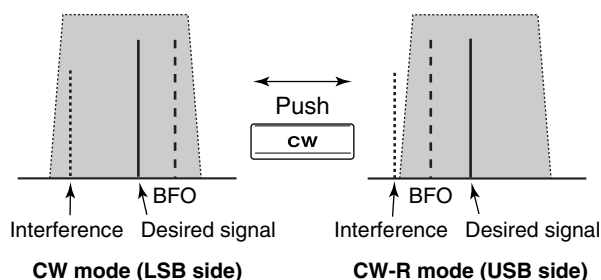 Push
CW
BFO
BFO
Interference
Desired signal
Interference
Desired signal
CW mode (LSB side)
CW-R mode (USB side)